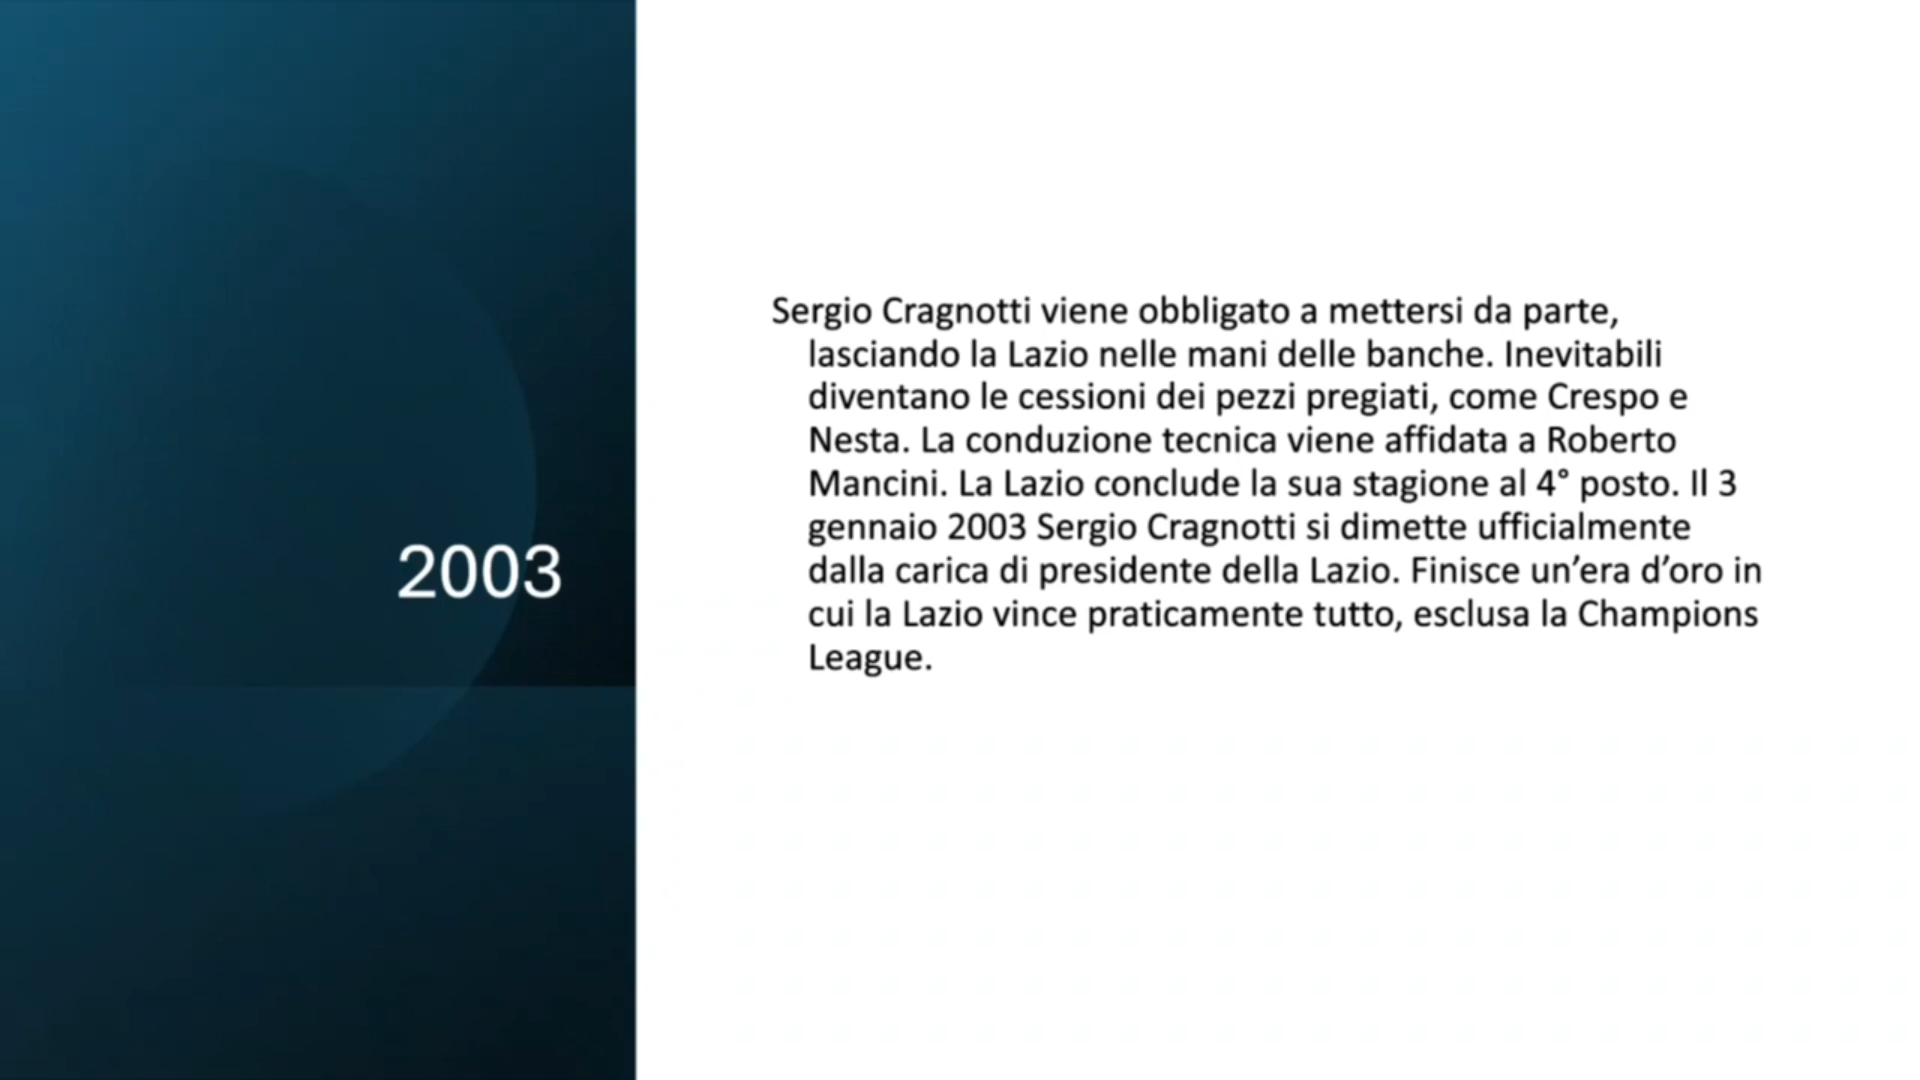 2003
Sergio Cragnotti viene obbligato a mettersi da parte,
lasciando la Lazio nelle mani delle banche. Inevitabili
diventano le cessioni dei pezzi pregiati, come Crespo e
Nesta. La conduzione tecnica viene affidata a Roberto
Mancini. La Lazio conclude la sua stagione al 4° posto. Il 3
gennaio 2003 Sergio Cragnotti si dimette ufficialmente
dalla carica di presidente della Lazio. Finisce un’era d’oro in
cui la Lazio vince praticamente tutto, esclusa la Champions
League.